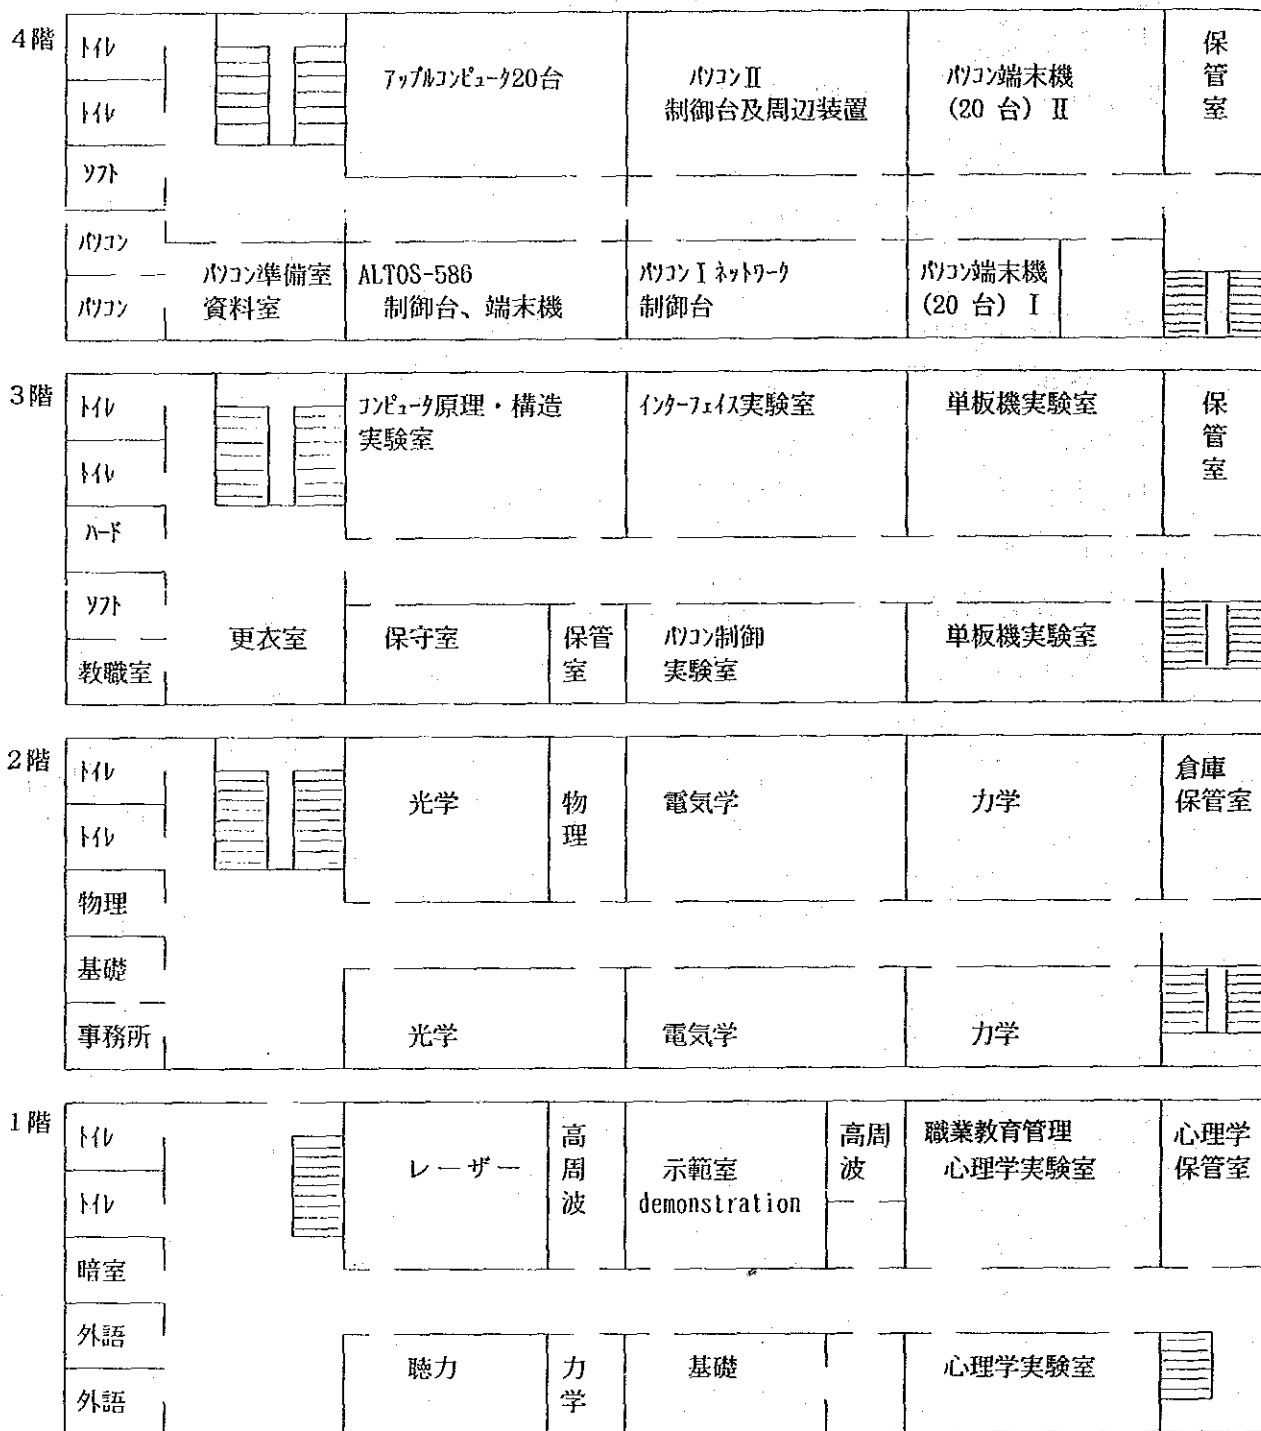 4階
トイレ
アップルコンピュータ20台
パソコンⅡ
制御台及周辺装置
パソコン端末機
(20 台) Ⅱ
保管室
トイレ
ソフト
パソコン
パソコン
パソコン準備室
資料室
ALTOS-586
制御台、端末機
パソコンⅠネットワーク
制御台
パソコン端末機
(20 台) Ⅰ
3階
トイレ
コンピュータ原理・構造
実験室
インターフェイス実験室
単板機実験室
保管室
トイレ
ハード
ソフト
教職室
更衣室
保守室
保管
室
パソコン制御
実験室
単板機実験室
2階
トイレ
光学
物理
電気学
力学
倉庫
保管室
トイレ
物理
基礎
事務所
光学
電気学
力学
1階
トイレ
レーザー
高周波
示範室
demonstration
高周
波
職業教育管理
心理学実験室
心理学
保管室
トイレ
暗室
外語
外語
聴力
力学
基礎
心理学実験室